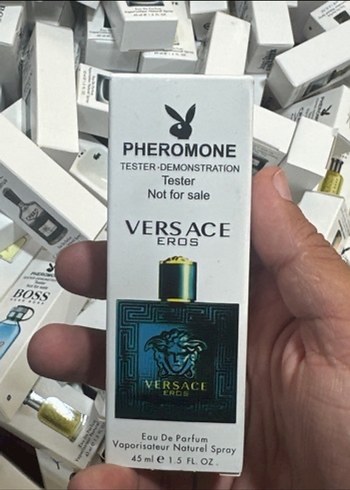 PHEROMONE
TESTER-DEMONSTRATION
Tester
Not for sale
VERSACE
EROS
VERSACE
EROS
Eau De Parfum
Vaporisateur Naturel Spray
45 ml e 1.5 FL. OZ.
PHEROMONE
BOSS